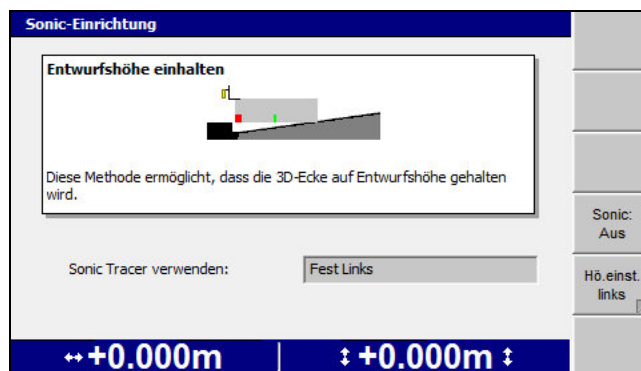 Sonic-Einrichtung
Entwurfshöhe einhalten
Diese Methode ermöglicht, dass die 3D-Ecke auf Entwurfshöhe gehalten
wird.
Sonic Tracer verwenden:
Fest Links
Sonic:
Aus
Hö.einst.
links
↔+0.000m
↕+0.000m↕